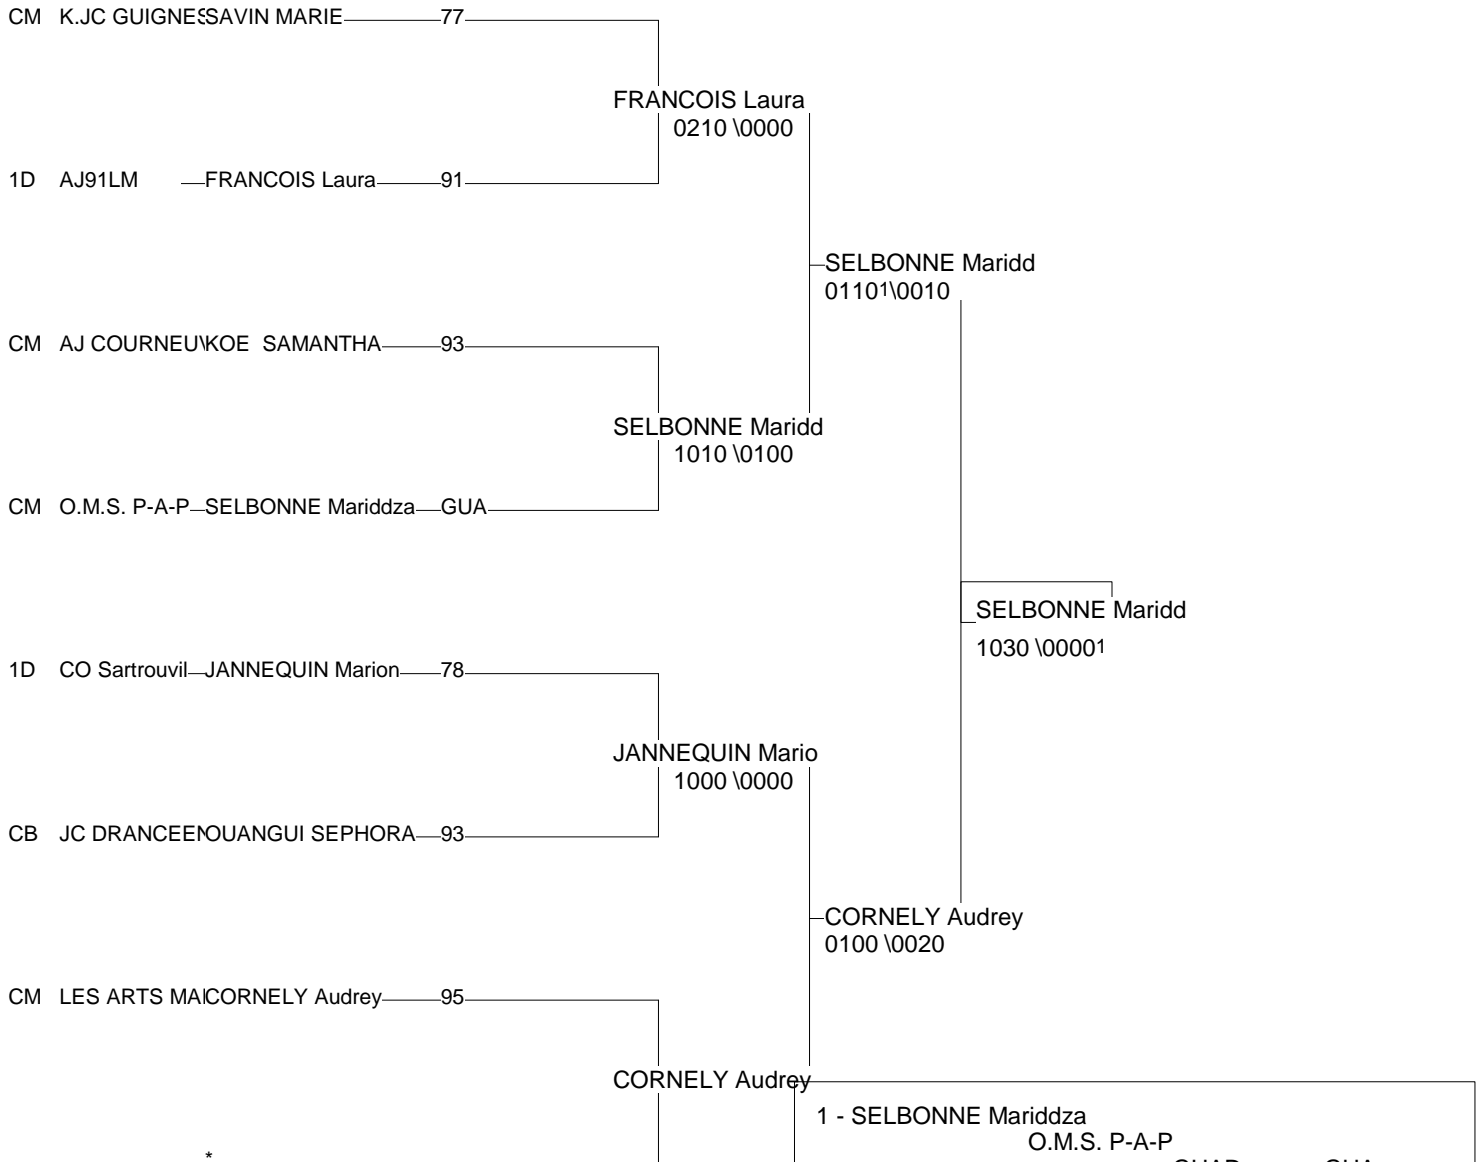 CM K.JC GUIGNES SAVIN MARIE 77
FRANCOIS Laura
0210 \0000
1D AJ91LM FRANCOIS Laura 91
SELBONNE Maridd
01101\0010
CM AJ COURNEU KOE SAMANTHA 93
SELBONNE Maridd
1010 \0100
CM O.M.S. P-A-P SELBONNE Mariddza GUA
SELBONNE Maridd
1030 \00001
1D CO Sartrouvil JANNEQUIN Marion 78
JANNEQUIN Mario
1000 \0000
CB JC DRANCEEN OUANGUI SEPHORA 93
CORNELY Audrey
0100 \0020
CM LES ARTS MA CORNELY Audrey 95
CORNELY Audrey
1 - SELBONNE Mariddza
O.M.S. P-A-P
*